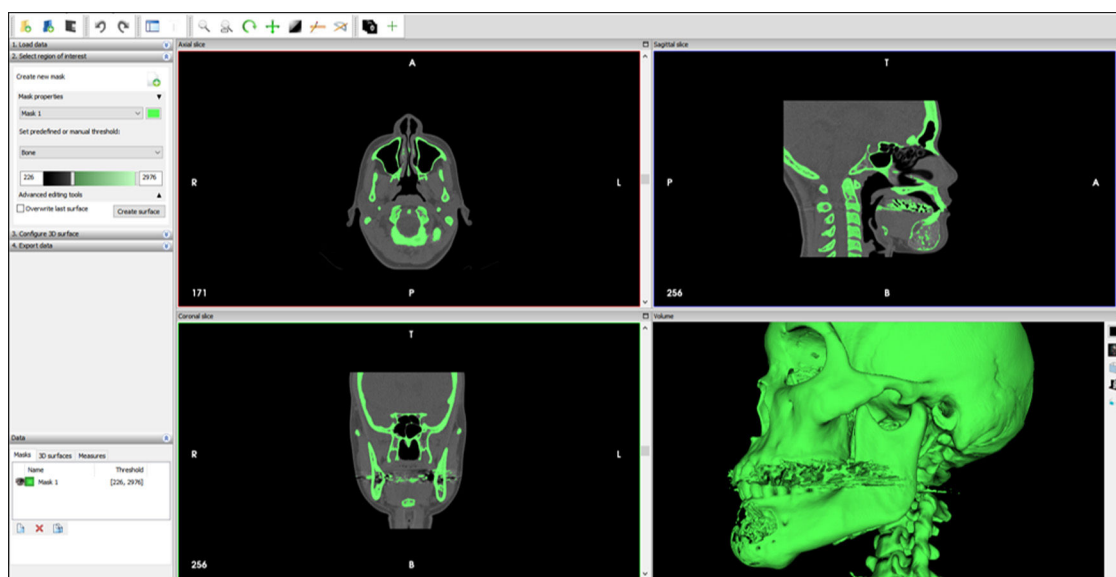 Axial slice
Sagittal slice
1. Load data
2. Select region of interest
Create new mask
Mask properties
Mask 1
Set predefined or manual threshold:
Bone
226
2976
Advanced editing tools
Overwrite last surface
Create surface
3. Configure 3D surface
4. Export data
A
R
L
171
P
T
P
A
256
B
Coronal slice
Volume
T
R
L
256
B
Data
Masks 3D surfaces Measures
Name Threshold
Mask 1 [226, 2976]